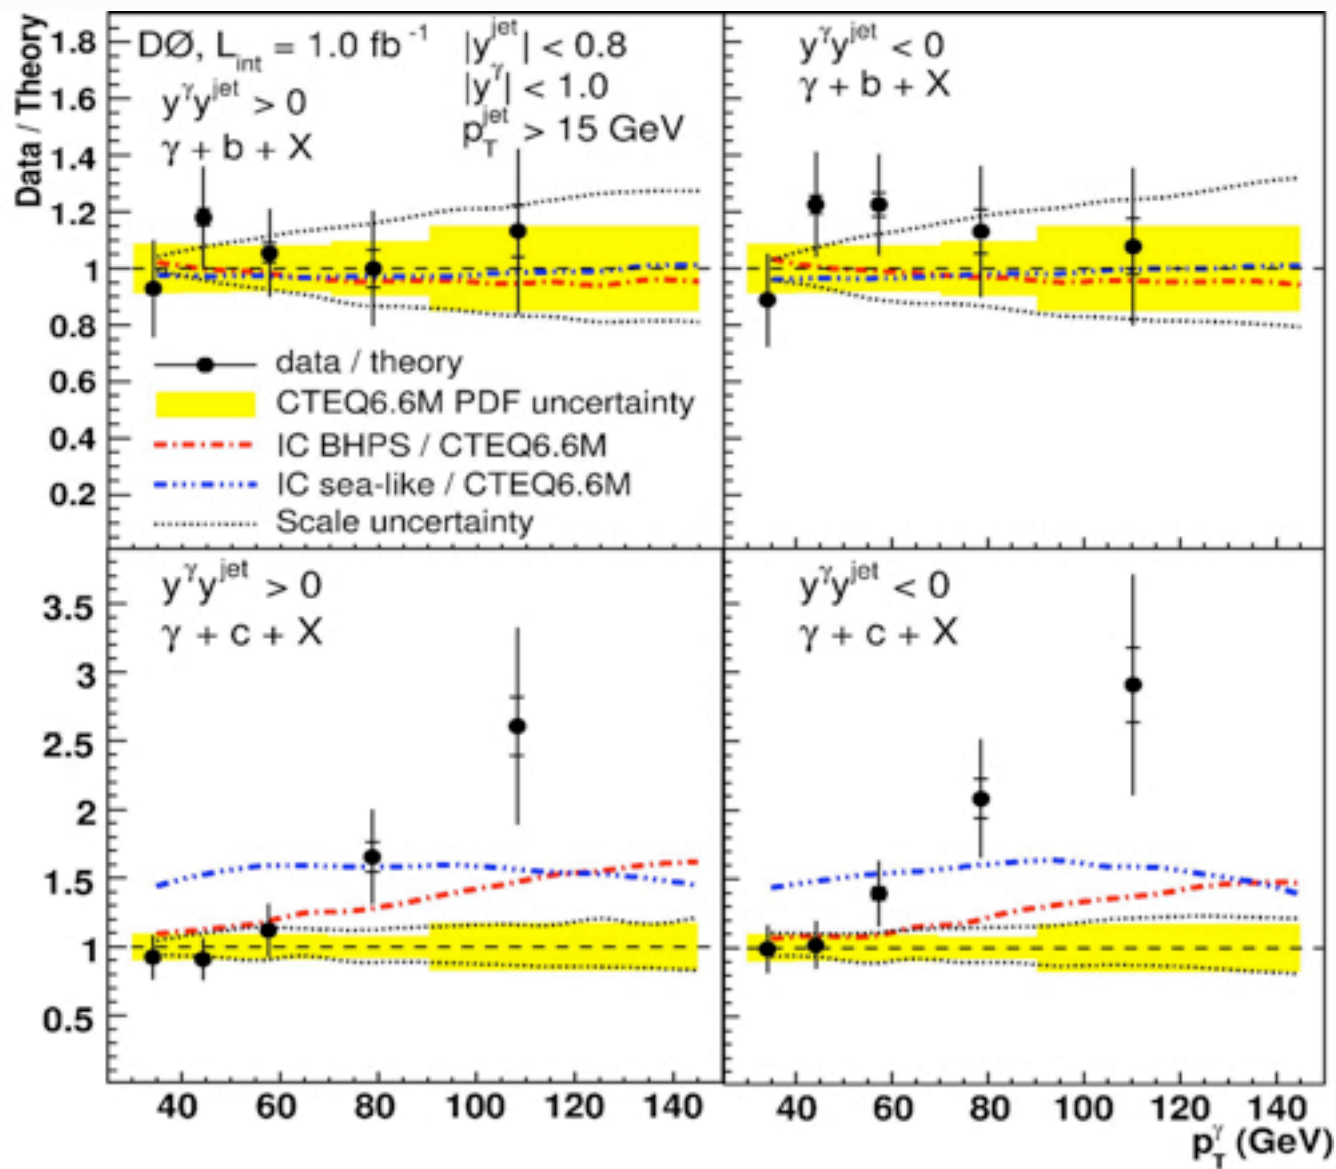 Data / Theory
1.8
1.6
1.4
1.2
1
0.8
0.6
0.4
0.2
DØ, L_int = 1.0 fb⁻¹
y^γ y^jet > 0
γ + b + X
|y^jet| < 0.8
|y^γ| < 1.0
p_T^jet > 15 GeV
data / theory
CTEQ6.6M PDF uncertainty
IC BHPS / CTEQ6.6M
IC sea-like / CTEQ6.6M
Scale uncertainty
y^γ y^jet < 0
γ + b + X
3.5
3
2.5
2
1.5
1
0.5
y^γ y^jet > 0
γ + c + X
y^γ y^jet < 0
γ + c + X
40 60 80 100 120 140
40 60 80 100 120 140
p_T^γ (GeV)